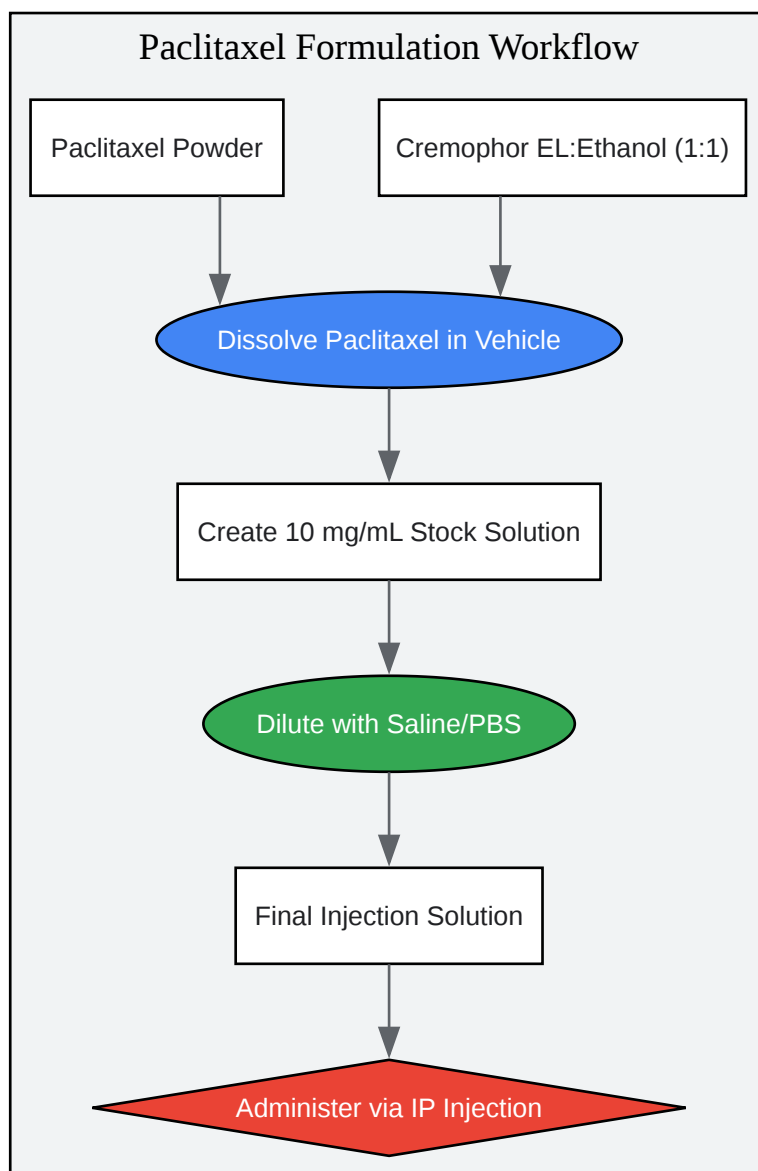 Paclitaxel Formulation Workflow
Paclitaxel Powder
Cremophor EL:Ethanol (1:1)
Dissolve Paclitaxel in Vehicle
Create 10 mg/mL Stock Solution
Dilute with Saline/PBS
Final Injection Solution
Administer via IP Injection